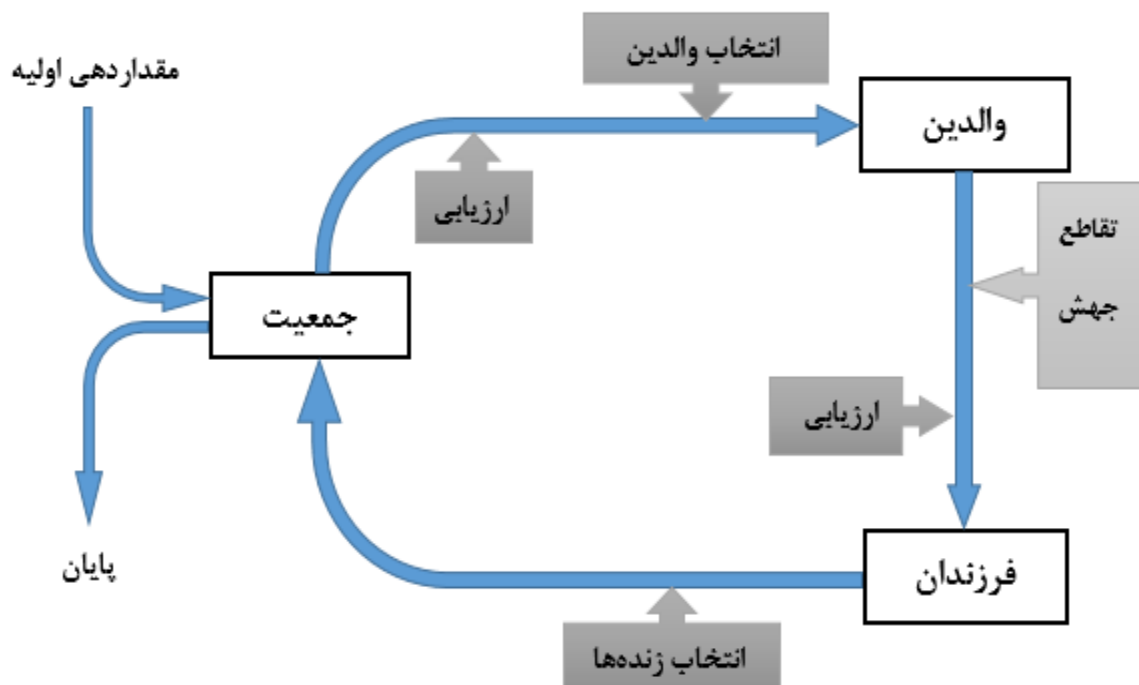 انتخاب والدین
مقداردهی اولیه
والدین
ارزیابی
تقاطع
جهش
جمعیت
ارزیابی
پایان
فرزندان
انتخاب زنده‌ها